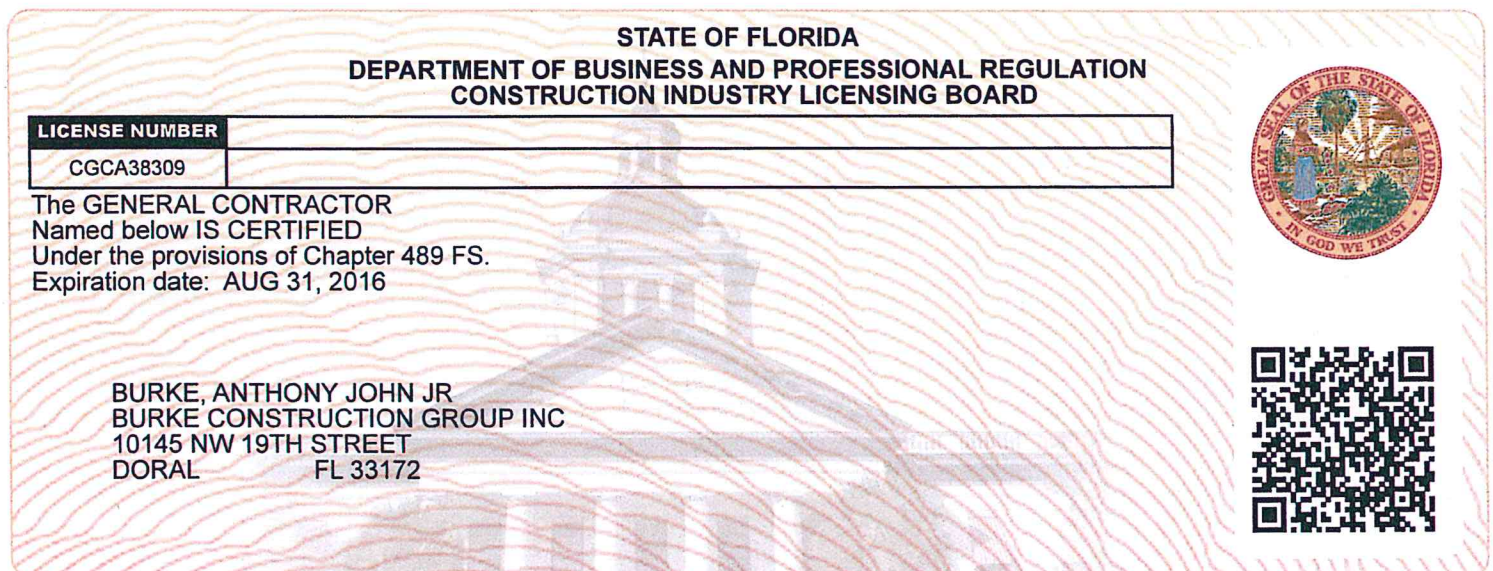 STATE OF FLORIDA
DEPARTMENT OF BUSINESS AND PROFESSIONAL REGULATION
CONSTRUCTION INDUSTRY LICENSING BOARD
LICENSE NUMBER
CGCA38309
The GENERAL CONTRACTOR
Named below IS CERTIFIED
Under the provisions of Chapter 489 FS.
Expiration date: AUG 31, 2016
BURKE, ANTHONY JOHN JR
BURKE CONSTRUCTION GROUP INC
10145 NW 19TH STREET
DORAL FL 33172
GREAT SEAL OF THE STATE OF FLORIDA
IN GOD WE TRUST